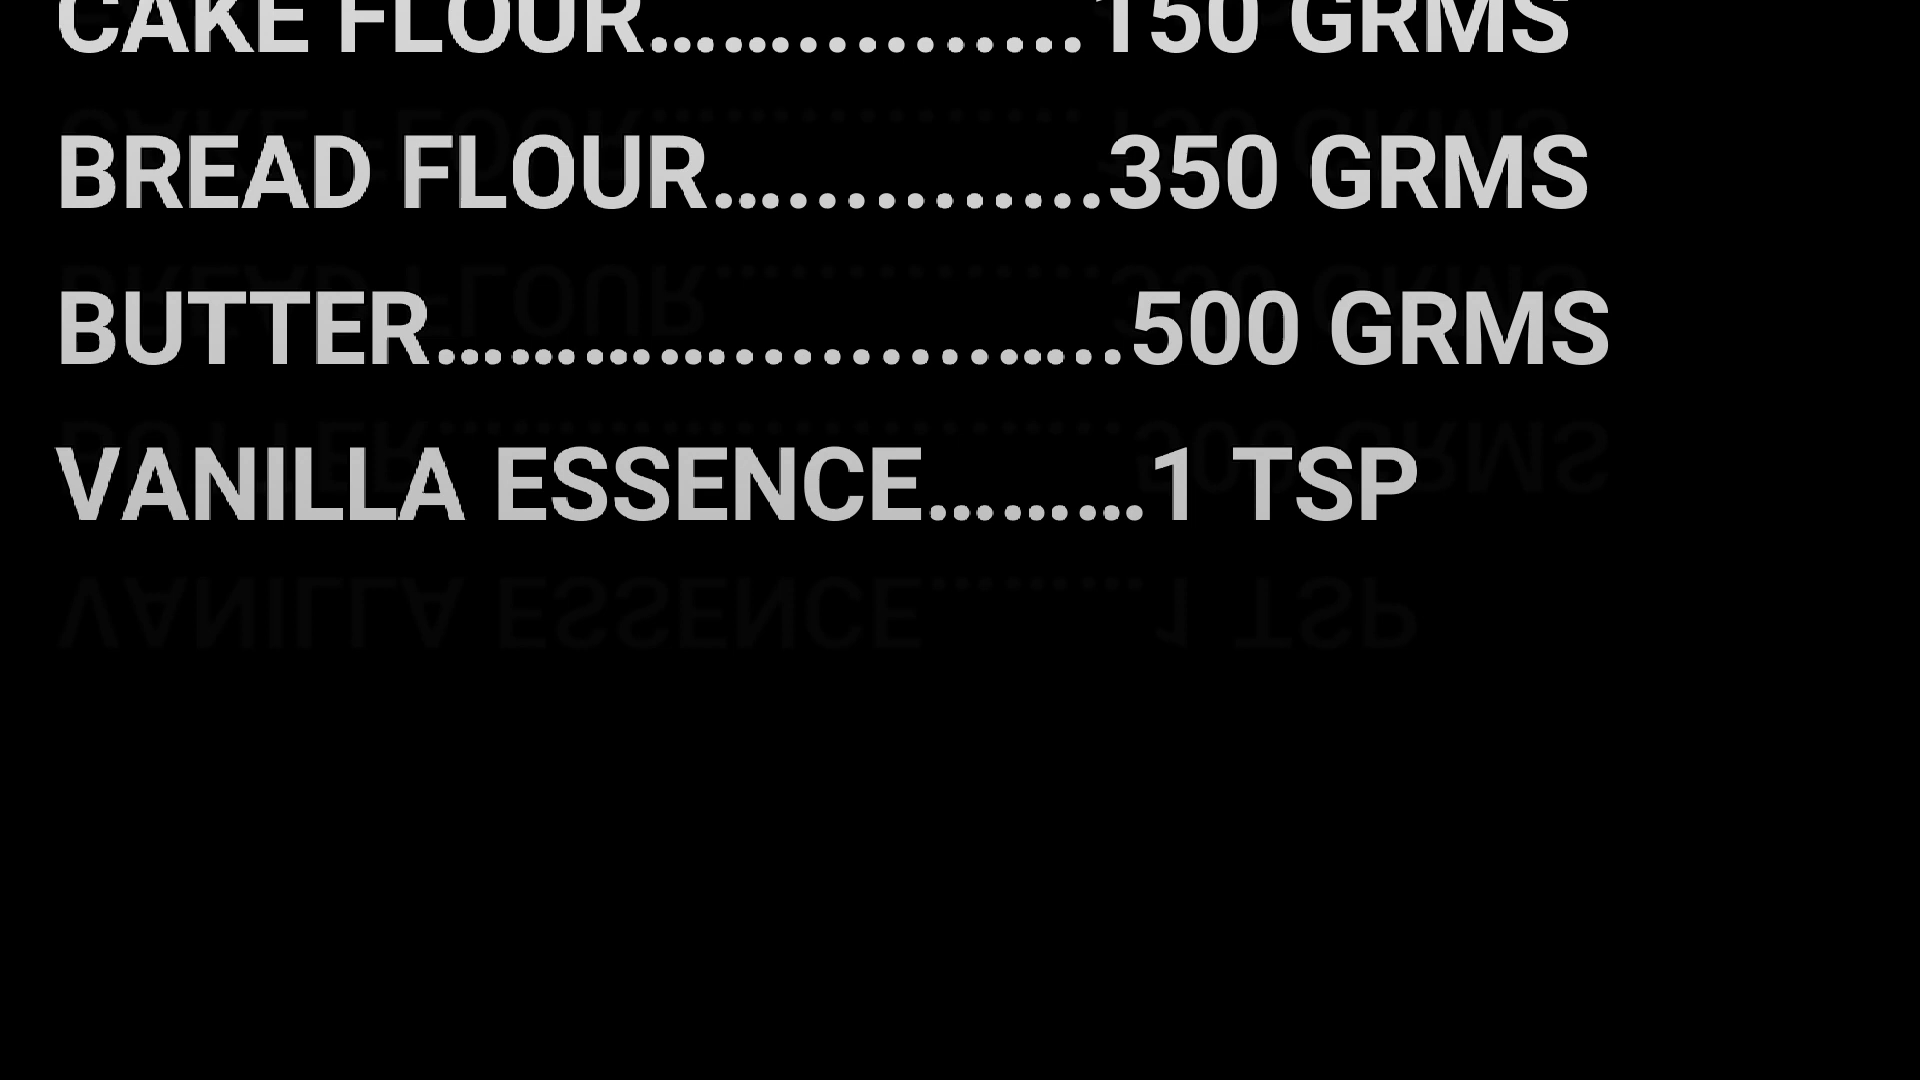 CAKE FLOUR...............150 GRMS
BREAD FLOUR..............350 GRMS
BUTTER.........................500 GRMS
VANILLA ESSENCE.........1 TSP